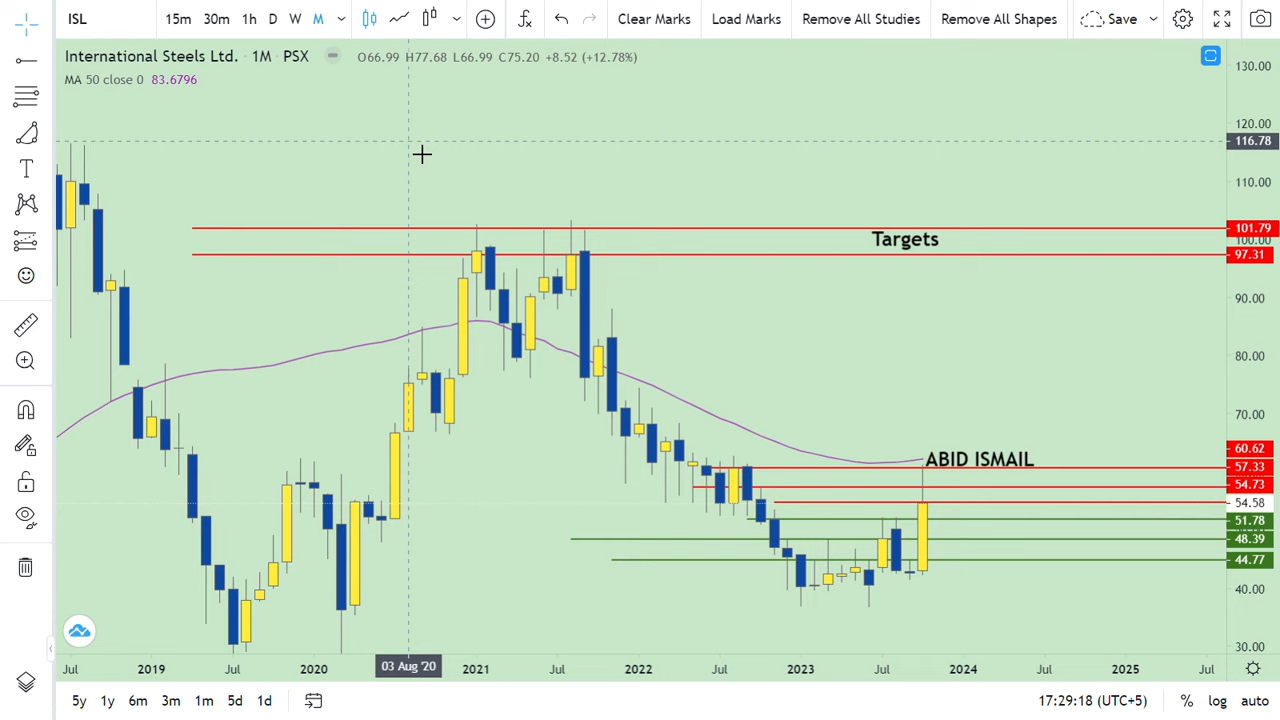 ISL 15m 30m 1h D W M Clear Marks Load Marks Remove All Studies Remove All Shapes Save
International Steels Ltd. · 1M · PSX O66.99 H77.68 L66.99 C75.20 +8.52 (+12.78%)
MA 50 close 0 83.6796
130.00
120.00
116.78
110.00
101.79
Targets
100.00
97.31
90.00
80.00
70.00
60.62
ABID ISMAIL
57.33
54.73
54.58
51.78
48.39
44.77
40.00
30.00
Jul 2019 Jul 2020 03 Aug '20 2021 Jul 2022 Jul 2023 Jul 2024 Jul 2025 Jul
5y 1y 6m 3m 1m 5d 1d 17:29:18 (UTC+5) % log auto